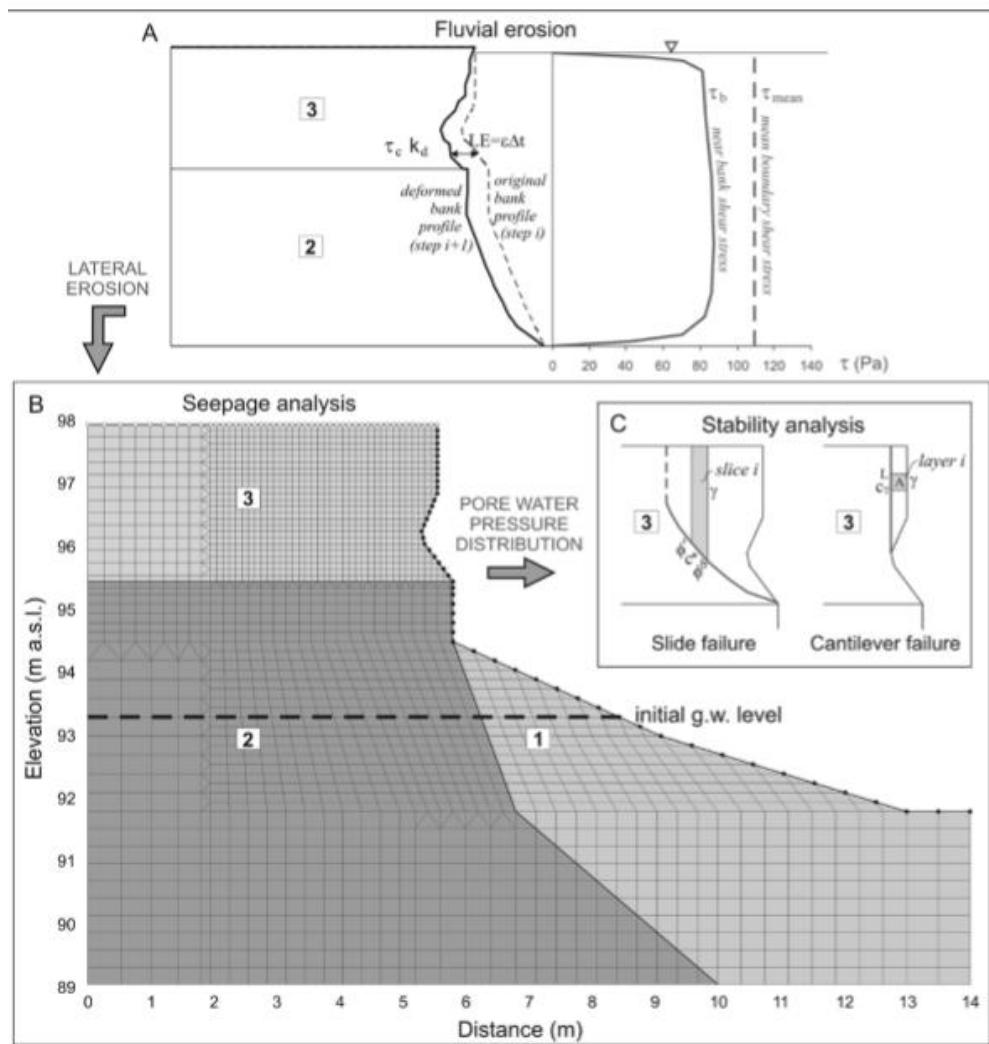 A
Fluvial erosion
3
τc kd
LE=εΔt
deformed
bank
profile
(step i+1)
original
bank
profile
(step i)
2
τb
near bank shear stress
τmean
mean boundary shear stress
0 20 40 60 80 100 120 140
τ (Pa)
LATERAL
EROSION
B
Seepage analysis
98
97
96
95
94
93
92
91
90
89
Elevation (m a.s.l.)
3
2
1
initial g.w. level
PORE WATER
PRESSURE
DISTRIBUTION
0 1 2 3 4 5 6 7 8 9 10 11 12 13 14
Distance (m)
C
Stability analysis
slice i
γ
3
Slide failure
layer i
L
A
γ
3
Cantilever failure